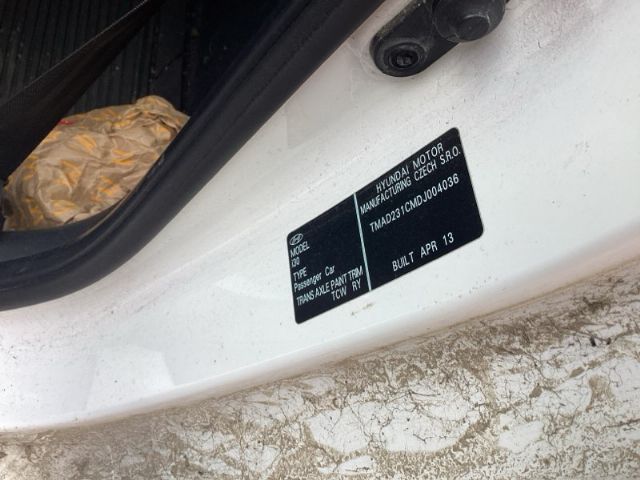 HYUNDAI MOTOR
MANUFACTURING CZECH S.R.O.
TMAD231CMDJ004036
BUILT APR 13
MODEL
i30
TYPE
Passenger Car
TRANS AXLE PAINT TRIM
TCW RY